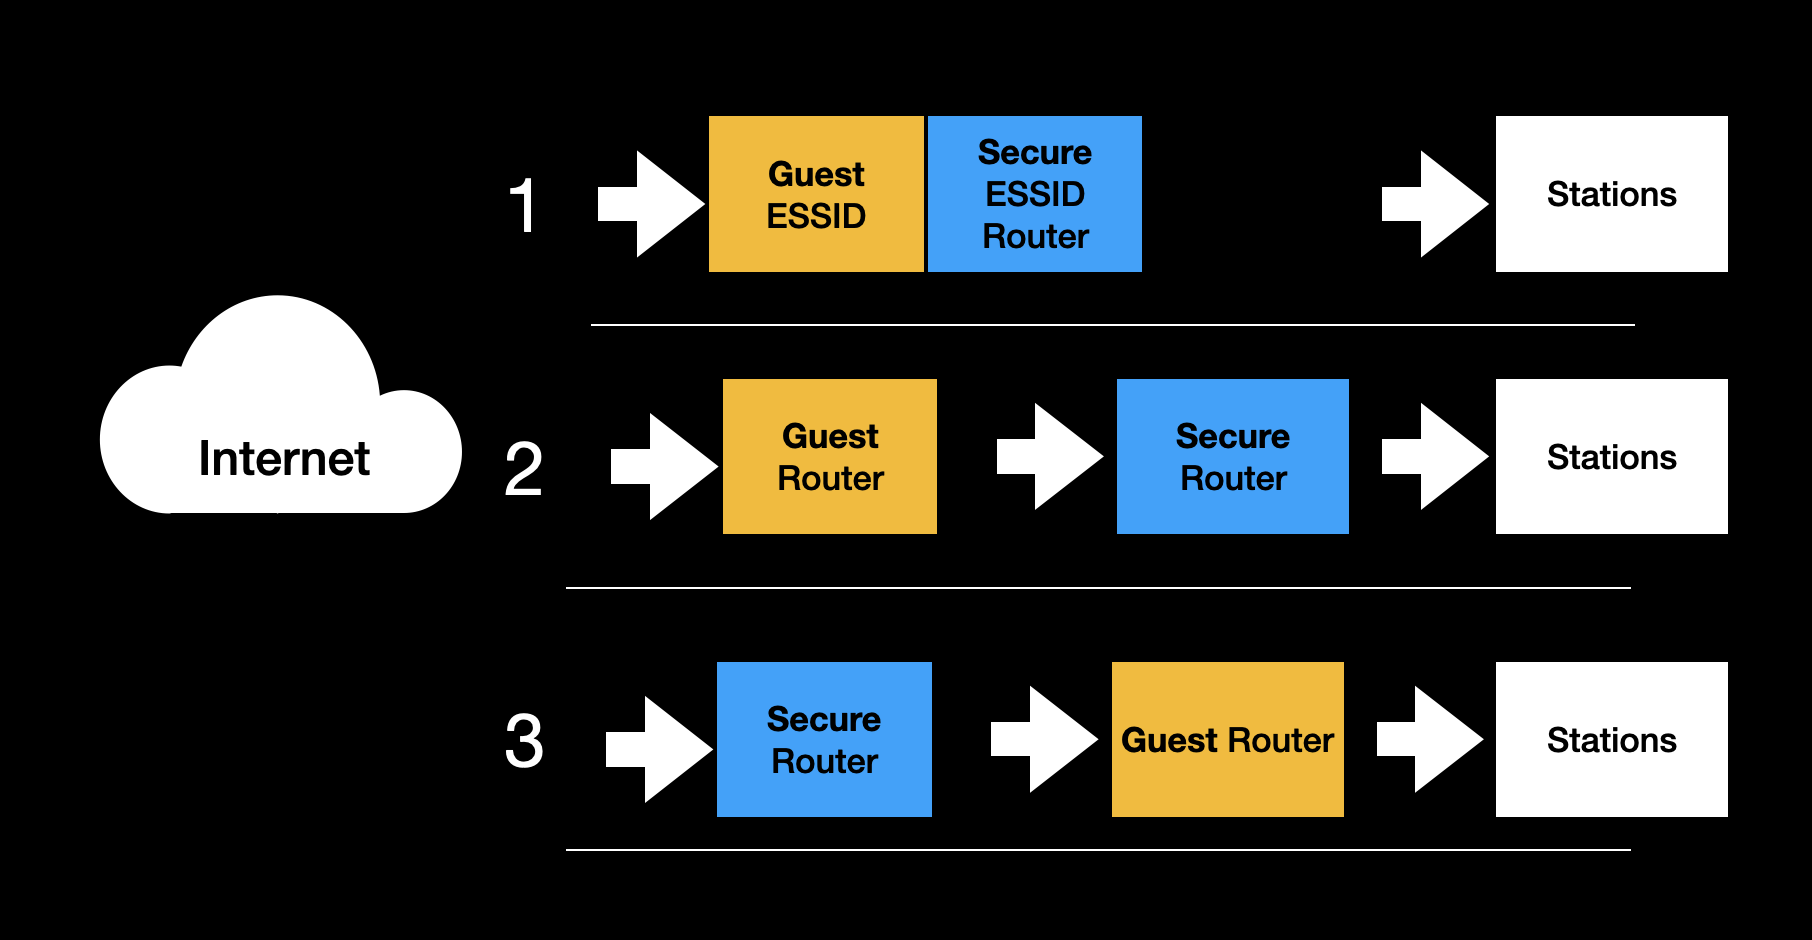 1
Guest
ESSID
Secure
ESSID
Router
Stations
Internet
2
Guest
Router
Secure
Router
Stations
3
Secure
Router
Guest Router
Stations